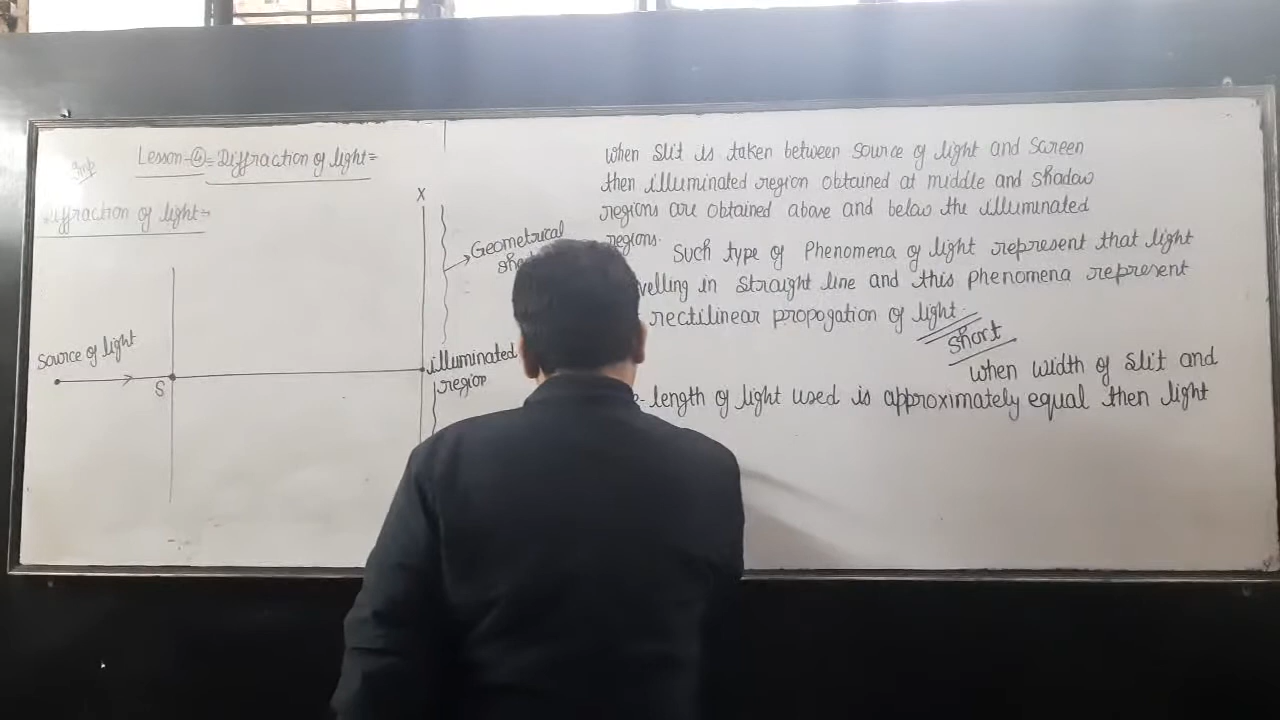 Imp
Lesson-④= Diffraction of light=
iffraction of light=
X
Geometrical
Source of light
S
illuminated
region
when slit is taken between source of light and Screen
then illuminated region obtained at middle and shadow
regions are obtained above and below the illuminated
regions.
Such type of Phenomena of light represent that light
velling in straight line and this phenomena represent
rectilinear propogation of light.
Short
when width of slit and
-length of light used is approximately equal then light